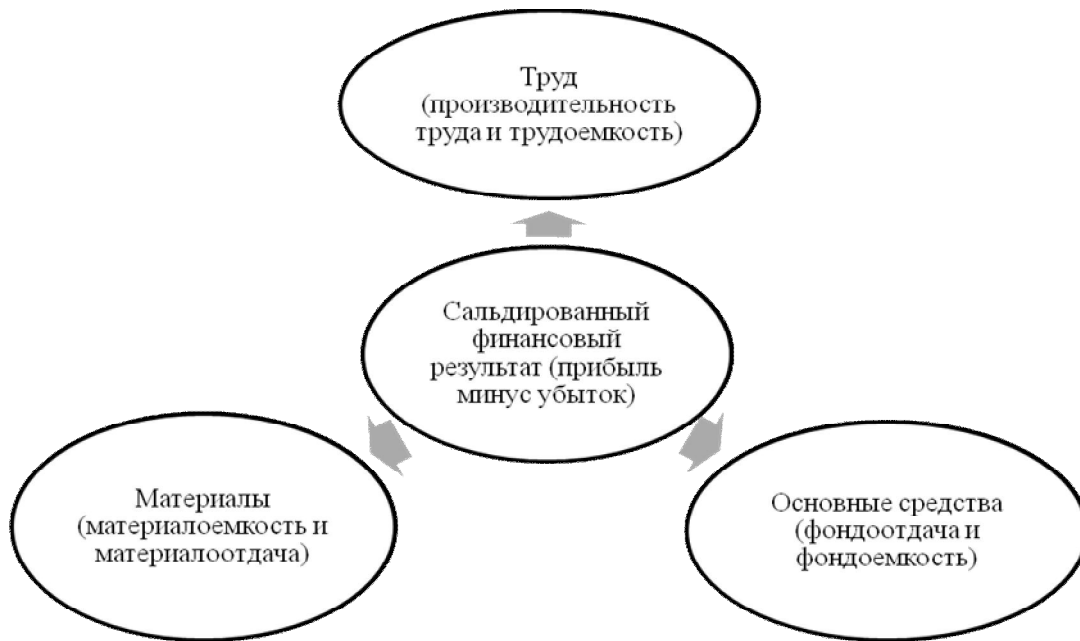 Труд
(производительность
труда и трудоемкость)
Сальдированный
финансовый
результат (прибыль
минус убыток)
Материалы
(материалоемкость и
материалоотдача)
Основные средства
(фондоотдача и
фондоемкость)